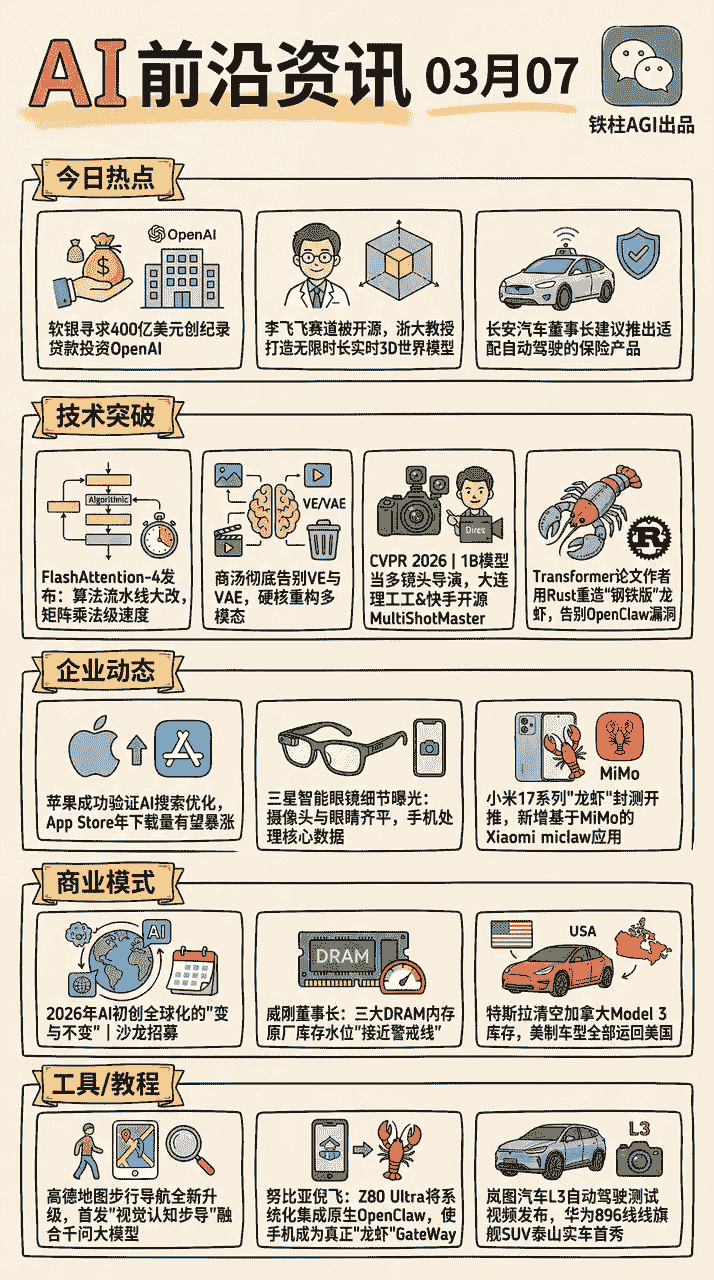 AI前沿资讯 03月07
铁柱AGI出品
今日热点
OpenAI
软银寻求400亿美元创纪录
贷款投资OpenAI
李飞飞赛道被开源，浙大教授
打造无限时长实时3D世界模型
长安汽车董事长建议推出适
配自动驾驶的保险产品
技术突破
Algorithnic
FlashAttention-4发
布：算法流水线大改，
矩阵乘法级速度
VE/VAE
商汤彻底告别VE与
VAE，硬核重构多
模态
Direx
CVPR 2026 | 1B模型
当多镜头导演，大连
理工工&快手开源
MultiShotMaster
R
Transformer论文作者
用Rust重造"钢铁版"龙
虾，告别OpenClaw漏洞
企业动态
苹果成功验证AI搜索优化，
App Store年下载量有望暴涨
三星智能眼镜细节曝光：
摄像头与眼睛齐平，手机处
理核心数据
MiMo
小米17系列"龙虾"封测开
推，新增基于MiMo的
Xiaomi miclaw应用
商业模式
AI
2026年AI初创全球化的"变
与不变" | 沙龙招募
DRAM
威刚董事长：三大DRAM内存
原厂库存水位"接近警戒线"
USA
特斯拉清空加拿大Model 3
库存，美制车型全部运回美国
工具/教程
高德地图步行导航全新升
级，首发"视觉认知步导"融
合千问大模型
努比亚倪飞：Z80 Ultra将系
统化集成原生OpenClaw，使
手机成为真正"龙虾"GateWay
L3
岚图汽车L3自动驾驶测试
视频发布，华为896线线旗
舰SUV泰山实车首秀